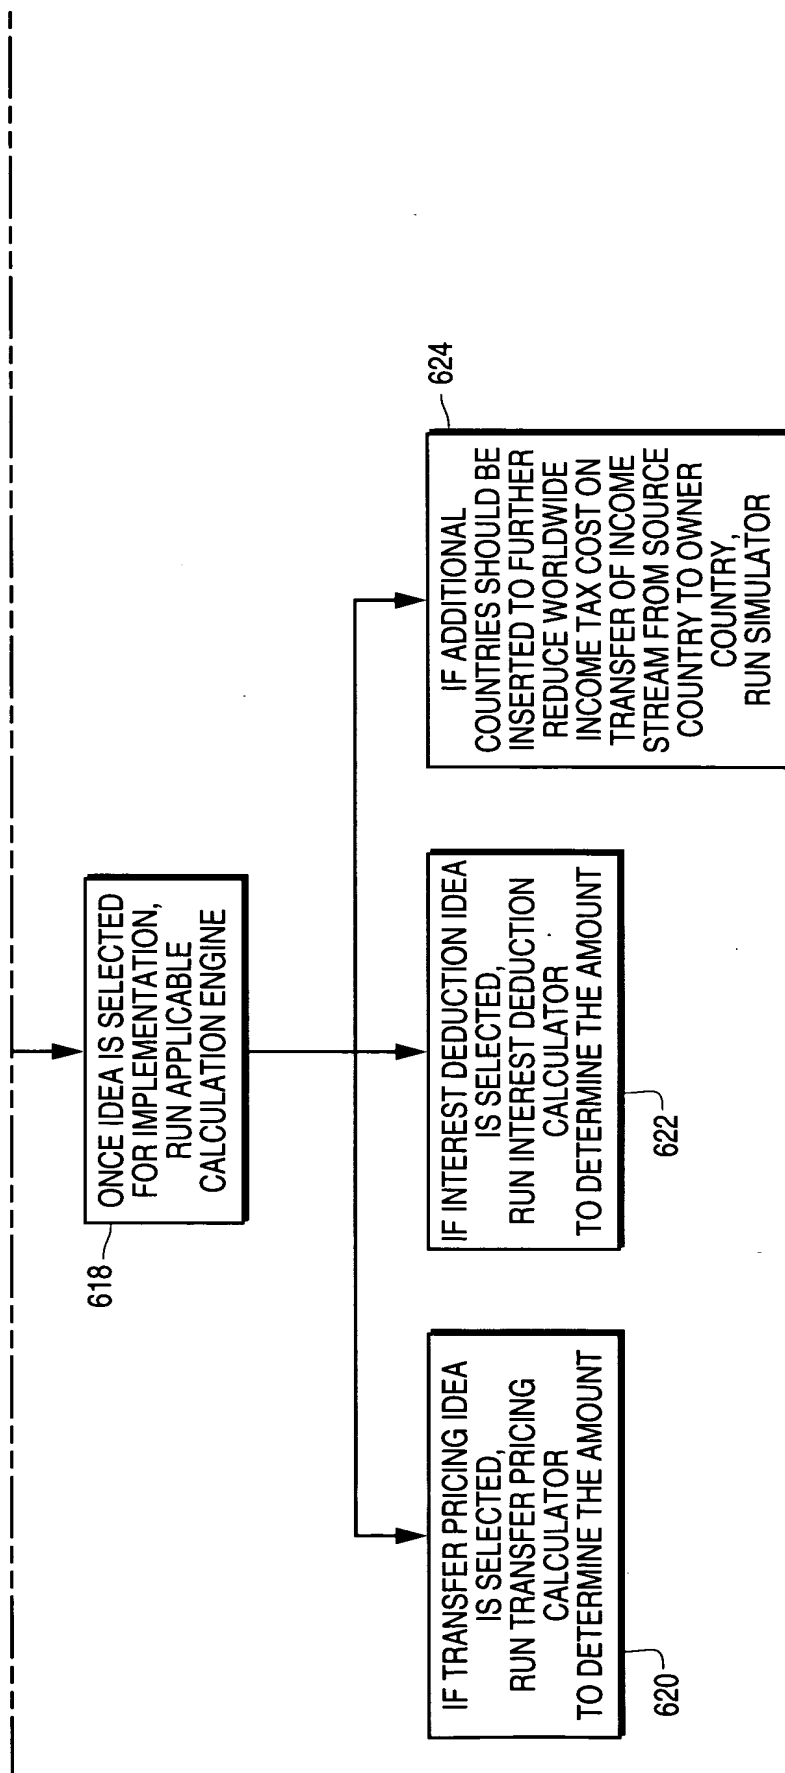 ONCE IDEA IS SELECTED
FOR IMPLEMENTATION,
RUN APPLICABLE
CALCULATION ENGINE
618
IF TRANSFER PRICING IDEA
IS SELECTED,
RUN TRANSFER PRICING
CALCULATOR
TO DETERMINE THE AMOUNT
620
IF INTEREST DEDUCTION IDEA
IS SELECTED,
RUN INTEREST DEDUCTION
CALCULATOR
TO DETERMINE THE AMOUNT
622
IF ADDITIONAL
COUNTRIES SHOULD BE
INSERTED TO FURTHER
REDUCE WORLDWIDE
INCOME TAX COST ON
TRANSFER OF INCOME
STREAM FROM SOURCE
COUNTRY TO OWNER
COUNTRY,
RUN SIMULATOR
624